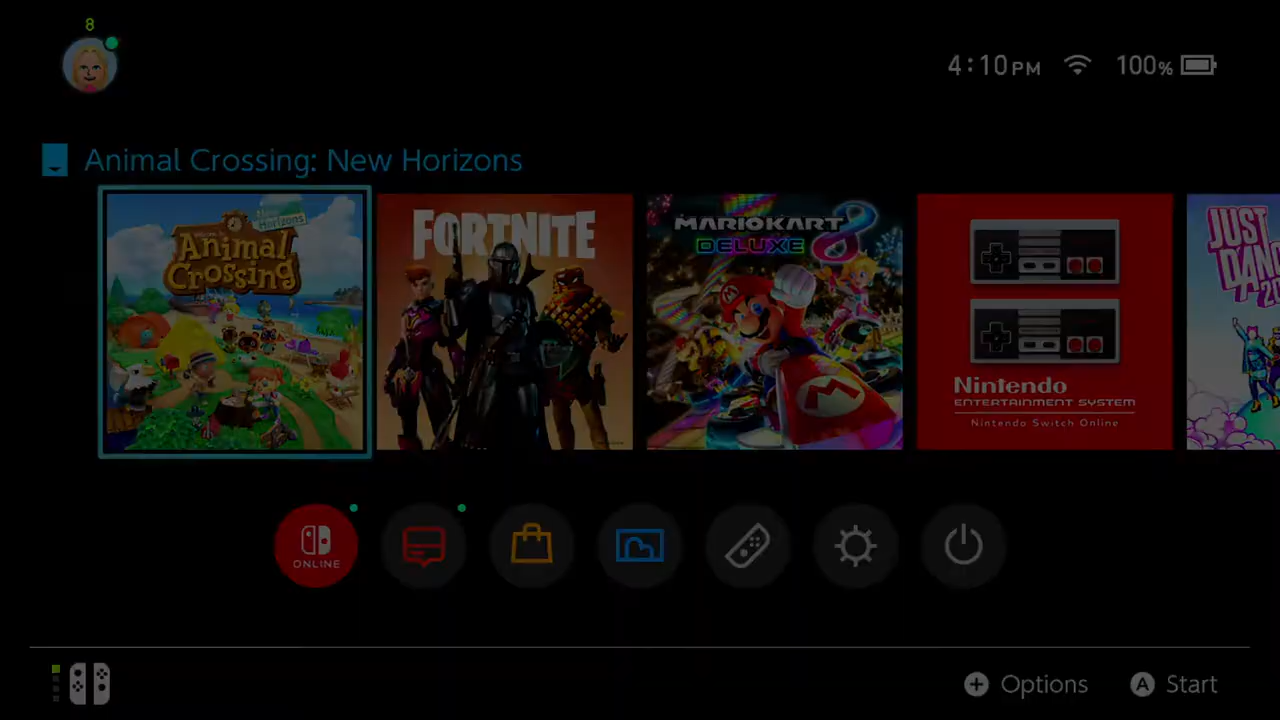 8
4:10PM 100%
Animal Crossing: New Horizons
New Horizons
Animal Crossing
FORTNITE
MARIOKART 8
DELUXE
M
M
Nintendo
ENTERTAINMENT SYSTEM
Nintendo Switch Online
JUST
ONLINE
Options
A Start